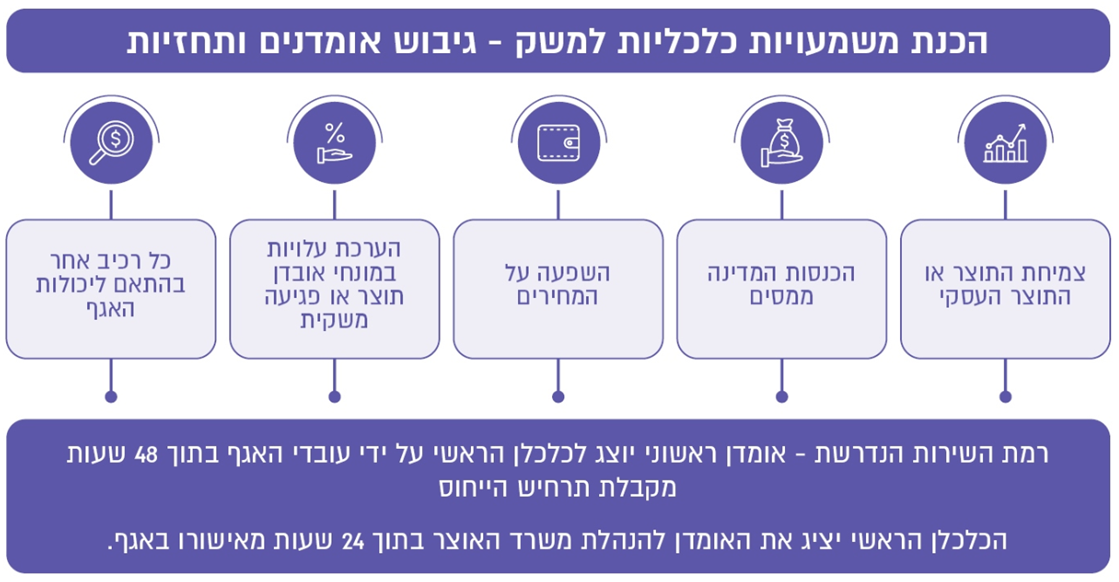 הכנת משמעויות כלכליות למשק - גיבוש אומדנים ותחזיות
צמיחת התוצר או
התוצר העסקי
הכנסות המדינה
ממסים
השפעה על
המחירים
הערכת עלויות
במונחי אובדן
תוצר או פגיעה
משקית
כל רכיב אחר
בהתאם ליכולות
האגף
רמת השירות הנדרשת - אומדן ראשוני יוצג לכלכלן הראשי על ידי עובדי האגף בתוך 48 שעות
מקבלת תרחיש הייחוס
הכלכלן הראשי יציג את האומדן להנהלת משרד האוצר בתוך 24 שעות מאישורו באגף.